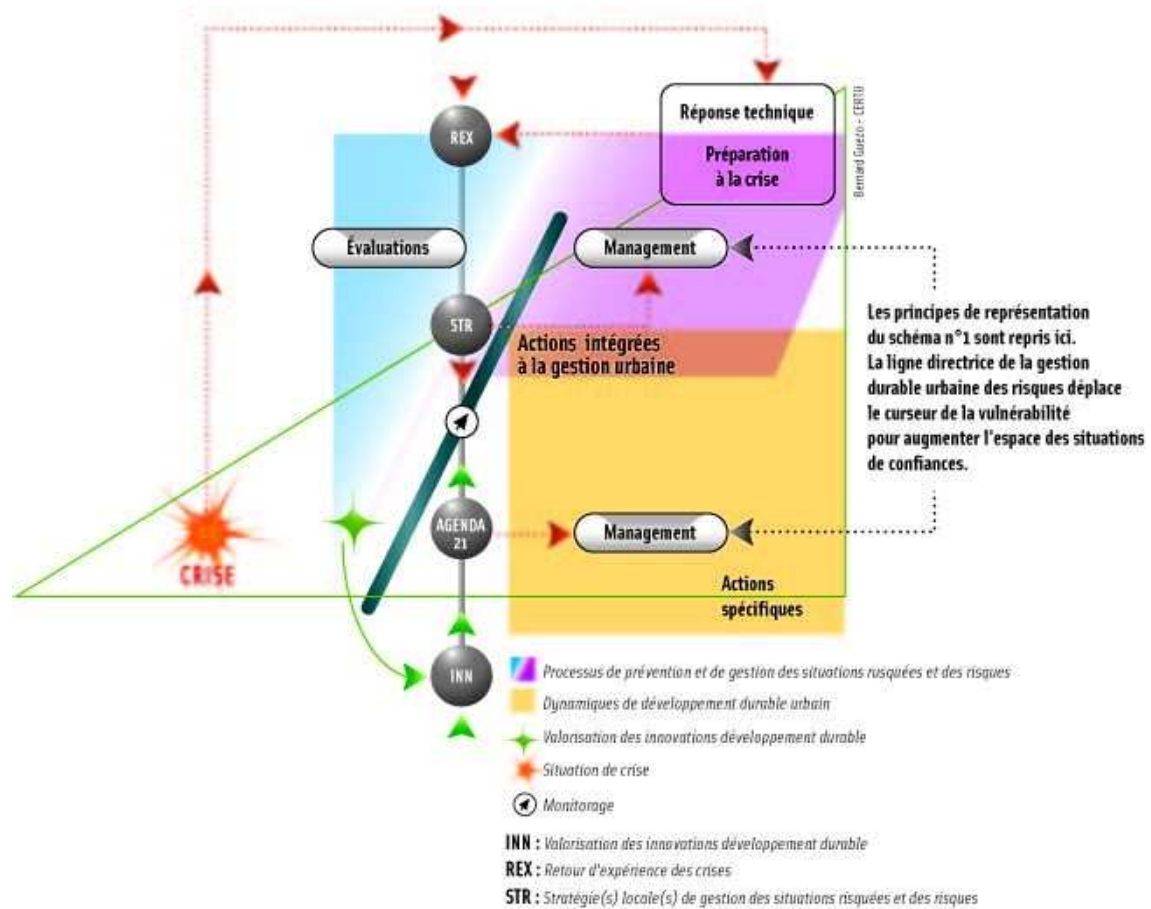 Réponse technique
Préparation
à la crise
Bernard Guézo - CERTU
REX
Évaluations
Management
STR
Actions intégrées
à la gestion urbaine
Les principes de représentation
du schéma n°1 sont repris ici.
La ligne directrice de la gestion
durable urbaine des risques déplace
le curseur de la vulnérabilité
pour augmenter l'espace des situations
de confiances.
AGENDA
21
Management
CRISE
Actions
spécifiques
INN
Processus de prévention et de gestion des situations rusquées et des risques
Dynamiques de développement durable urbain
Valorisation des innovations développement durable
Situation de crise
Monitorage
INN : Valorisation des innovations développement durable
REX : Retour d'expérience des crises
STR : Stratégie(s) locale(s) de gestion des situations risquées et des risques